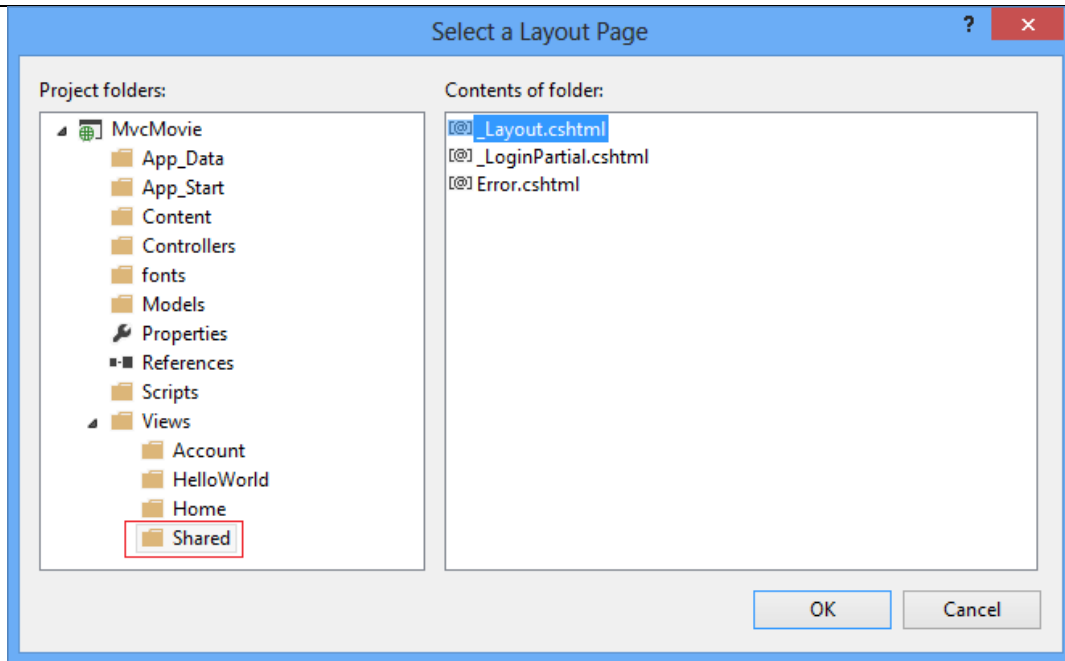 Select a Layout Page
?
×
Project folders:
Contents of folder:
MvcMovie
App_Data
App_Start
Content
Controllers
fonts
Models
Properties
References
Scripts
Views
Account
HelloWorld
Home
Shared
[@] _Layout.cshtml
[@] _LoginPartial.cshtml
[@] Error.cshtml
OK
Cancel